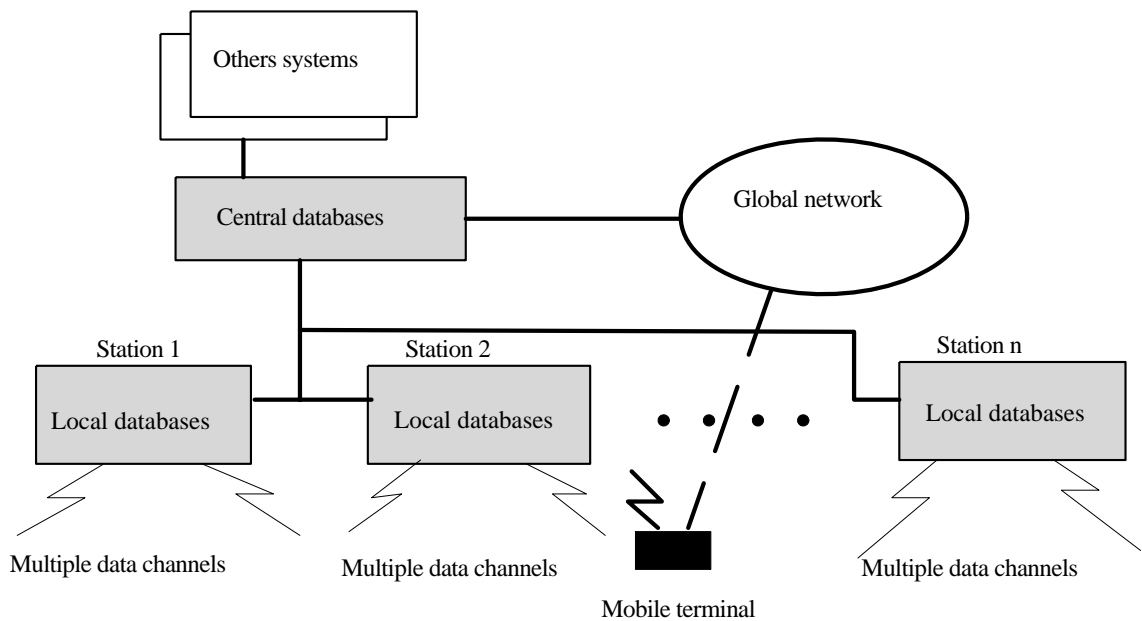 Others systems
Global network
Central databases
Station 1
Station 2
Station n
Local databases
Local databases
Local databases
Multiple data channels
Multiple data channels
Multiple data channels
Mobile terminal